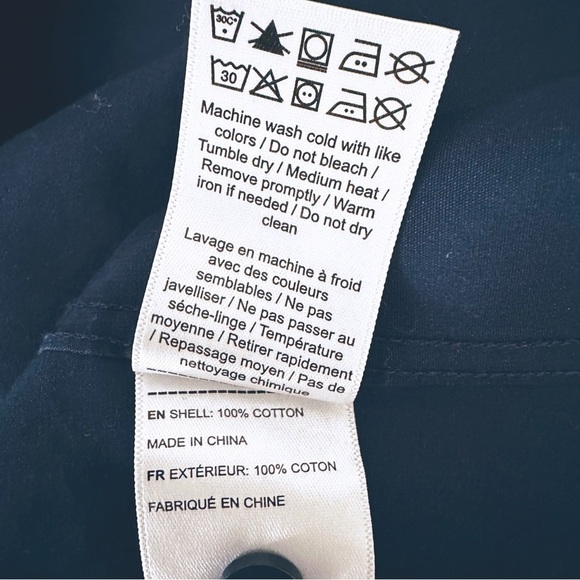 30C°
30
Machine wash cold with like
colors / Do not bleach /
Tumble dry / Medium heat /
Remove promptly / Warm
iron if needed / Do not dry
clean
Lavage en machine à froid
avec des couleurs
semblables / Ne pas
javelliser / Ne pas passer au
séche-linge / Température
moyenne / Retirer rapidement
/ Repassage moyen / Pas de
nettoyage chimique
EN SHELL: 100% COTTON
MADE IN CHINA
FR EXTÉRIEUR: 100% COTON
FABRIQUÉ EN CHINE